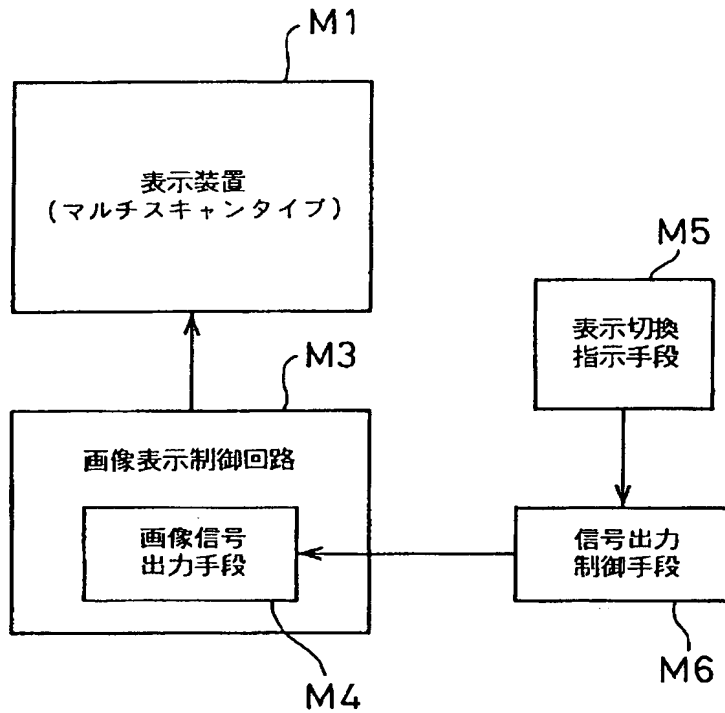 M1
表示装置
(マルチスキャンタイプ)
M5
表示切換
指示手段
M3
画像表示制御回路
画像信号
出力手段
信号出力
制御手段
M4
M6